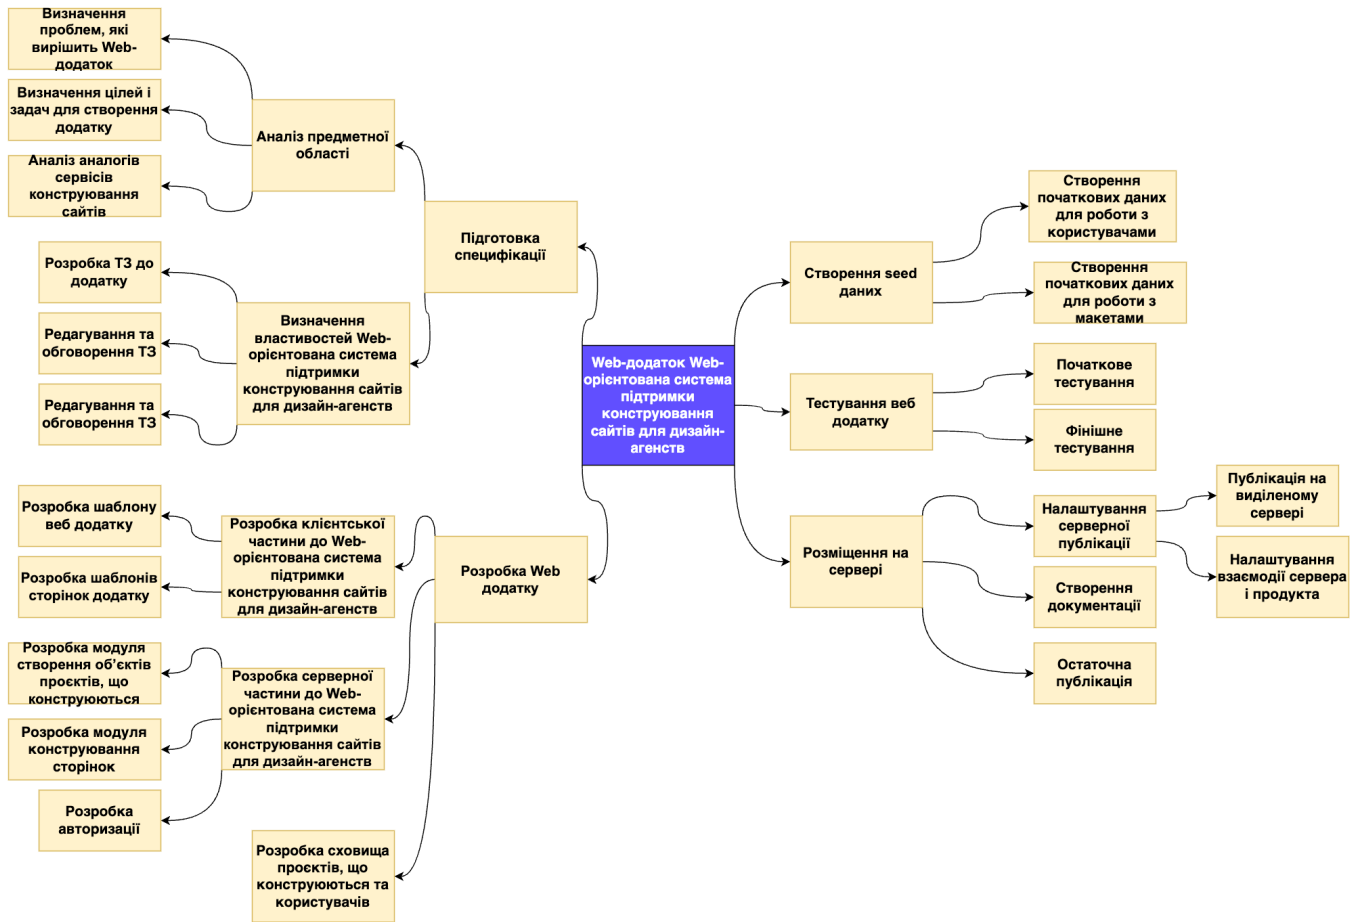 Визначення
проблем, які
вирішить Web-
додаток
Визначення цілей і
задач для створення
додатку
Аналіз аналогів
сервісів
конструювання
сайтів
Аналіз предметної
області
Розробка ТЗ до
додатку
Редагування та
обговорення ТЗ
Редагування та
обговорення ТЗ
Визначення
властивостей Web-
орієнтована система
підтримки
конструювання сайтів
для дизайн-агенств
Підготовка
специфікації
Розробка шаблону
веб додатку
Розробка шаблонів
сторінок додатку
Розробка клієнтської
частини до Web-
орієнтована система
підтримки
конструювання сайтів
для дизайн-агенств
Розробка Web
додатку
Розробка модуля
створення об’єктів
проєктів, що
конструюються
Розробка модуля
конструювання
сторінок
Розробка
авторизації
Розробка серверної
частини до Web-
орієнтована система
підтримки
конструювання сайтів
для дизайн-агенств
Розробка сховища
проєктів, що
конструюються та
користувачів
Web-додаток Web-
орієнтована система
підтримки
конструювання
сайтів для дизайн-
агенств
Створення seed
даних
Створення
початкових даних
для роботи з
користувачами
Створення
початкових даних
для роботи з
макетами
Тестування веб
додатку
Початкове
тестування
Фінішне
тестування
Розміщення на
сервері
Налаштування
серверної
публікації
Публікація на
виділеному
сервері
Налаштування
взаємодії сервера
і продукта
Створення
документації
Остаточна
публікація